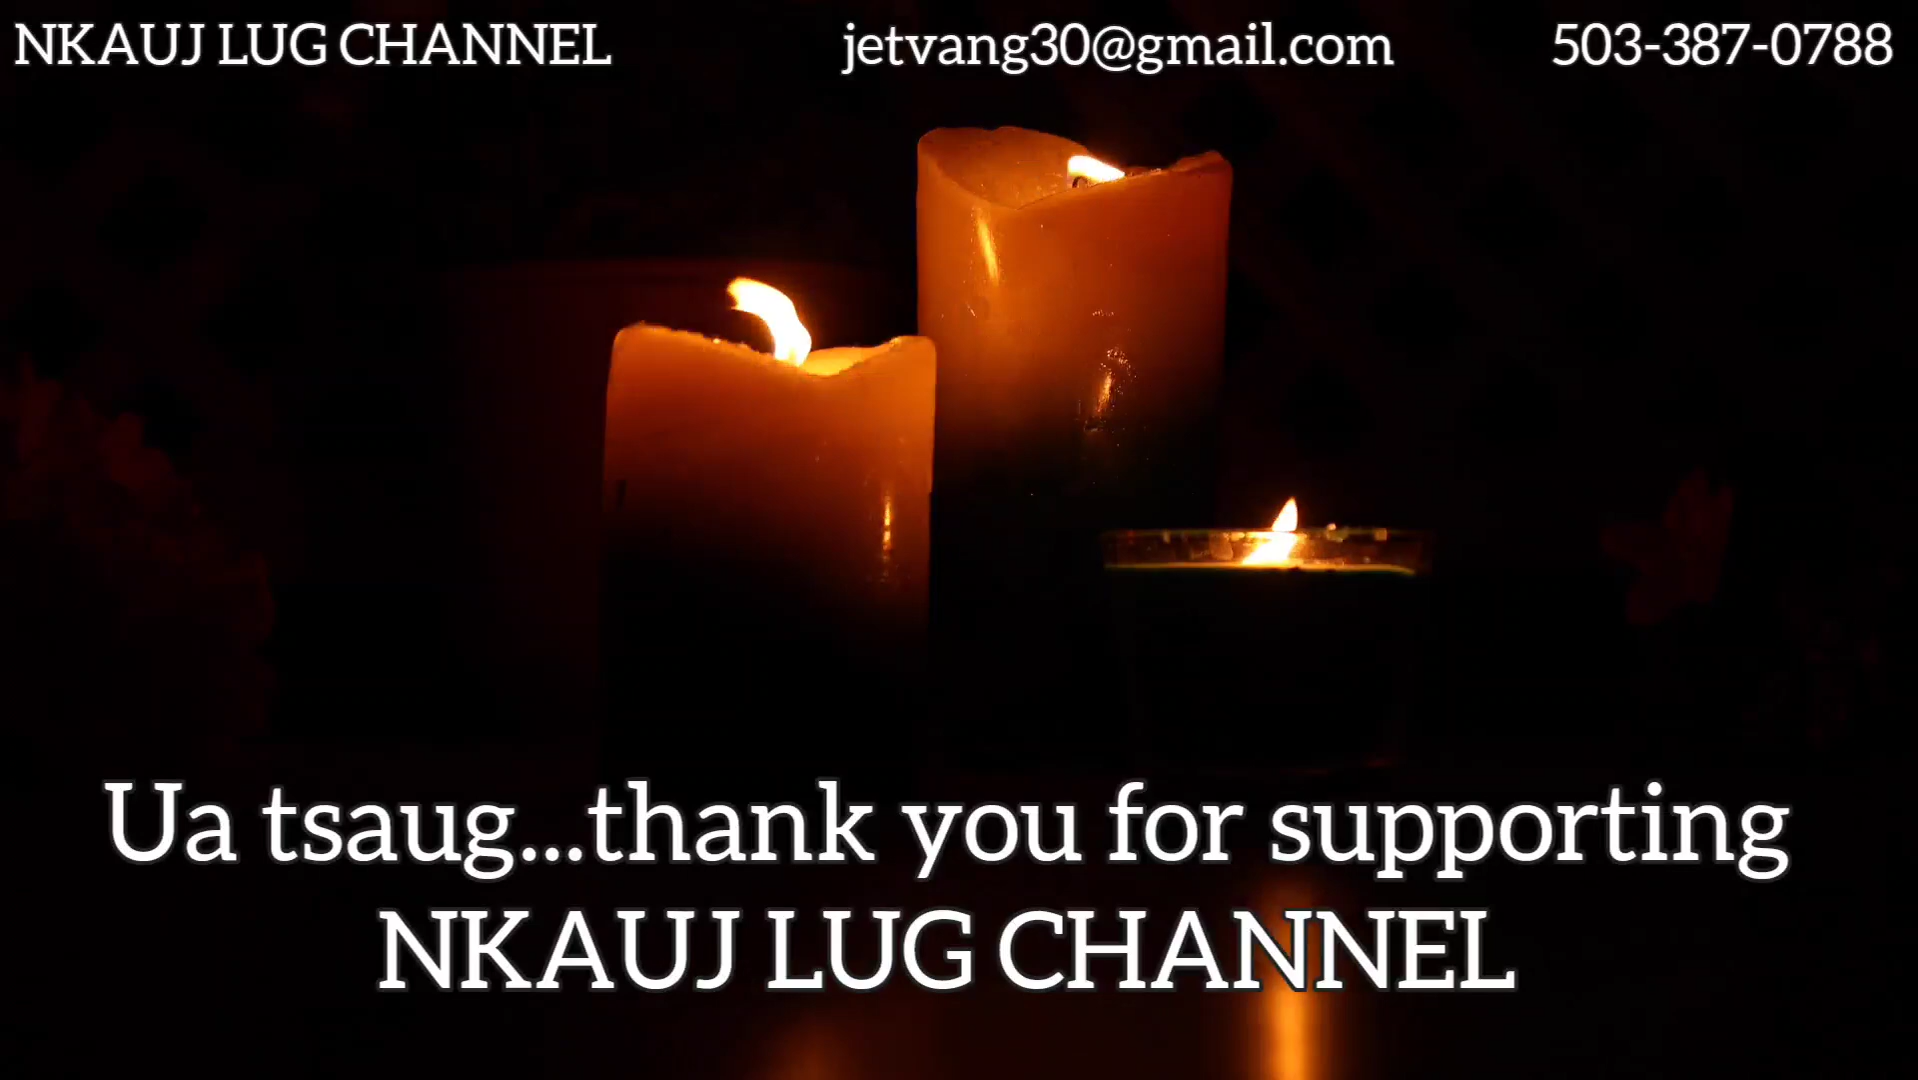 NKAUJ LUG CHANNEL jetvang30@gmail.com 503-387-0788
Ua tsaug...thank you for supporting
NKAUJ LUG CHANNEL